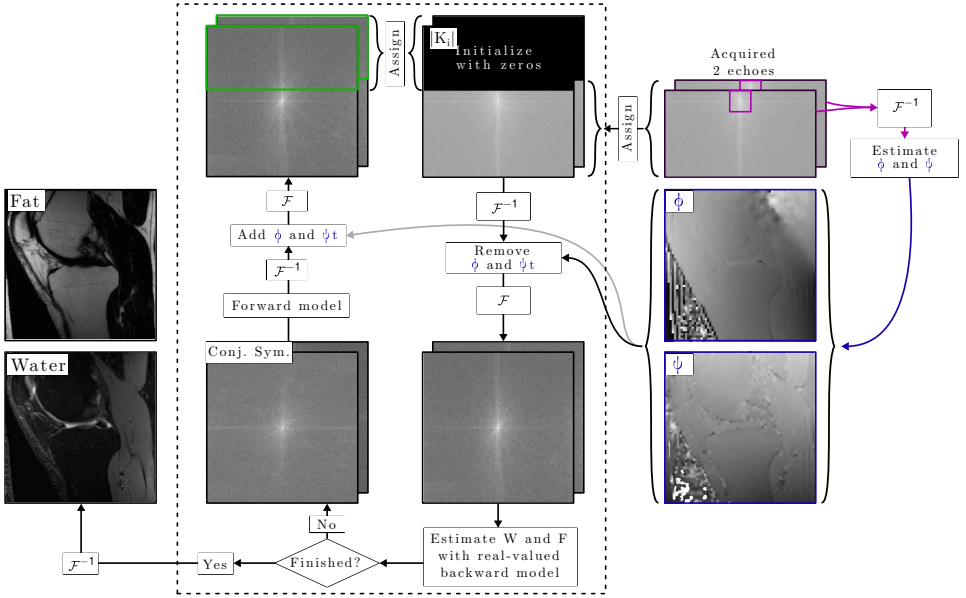 Assign
|Kᵢ|
Initialize
with zeros
Assign
Acquired
2 echoes
ℱ⁻¹
Estimate
ϕ and ψ
Fat
ℱ
Add ϕ and ψt
ℱ⁻¹
Forward model
ℱ⁻¹
Remove
ϕ and ψt
ℱ
ϕ
Water
Conj. Sym.
ψ
No
Estimate W and F
with real-valued
backward model
Finished?
Yes
ℱ⁻¹